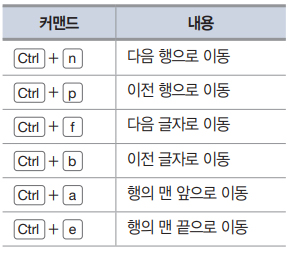 커맨드 내용
Ctrl + n 다음 행으로 이동
Ctrl + p 이전 행으로 이동
Ctrl + f 다음 글자로 이동
Ctrl + b 이전 글자로 이동
Ctrl + a 행의 맨 앞으로 이동
Ctrl + e 행의 맨 끝으로 이동